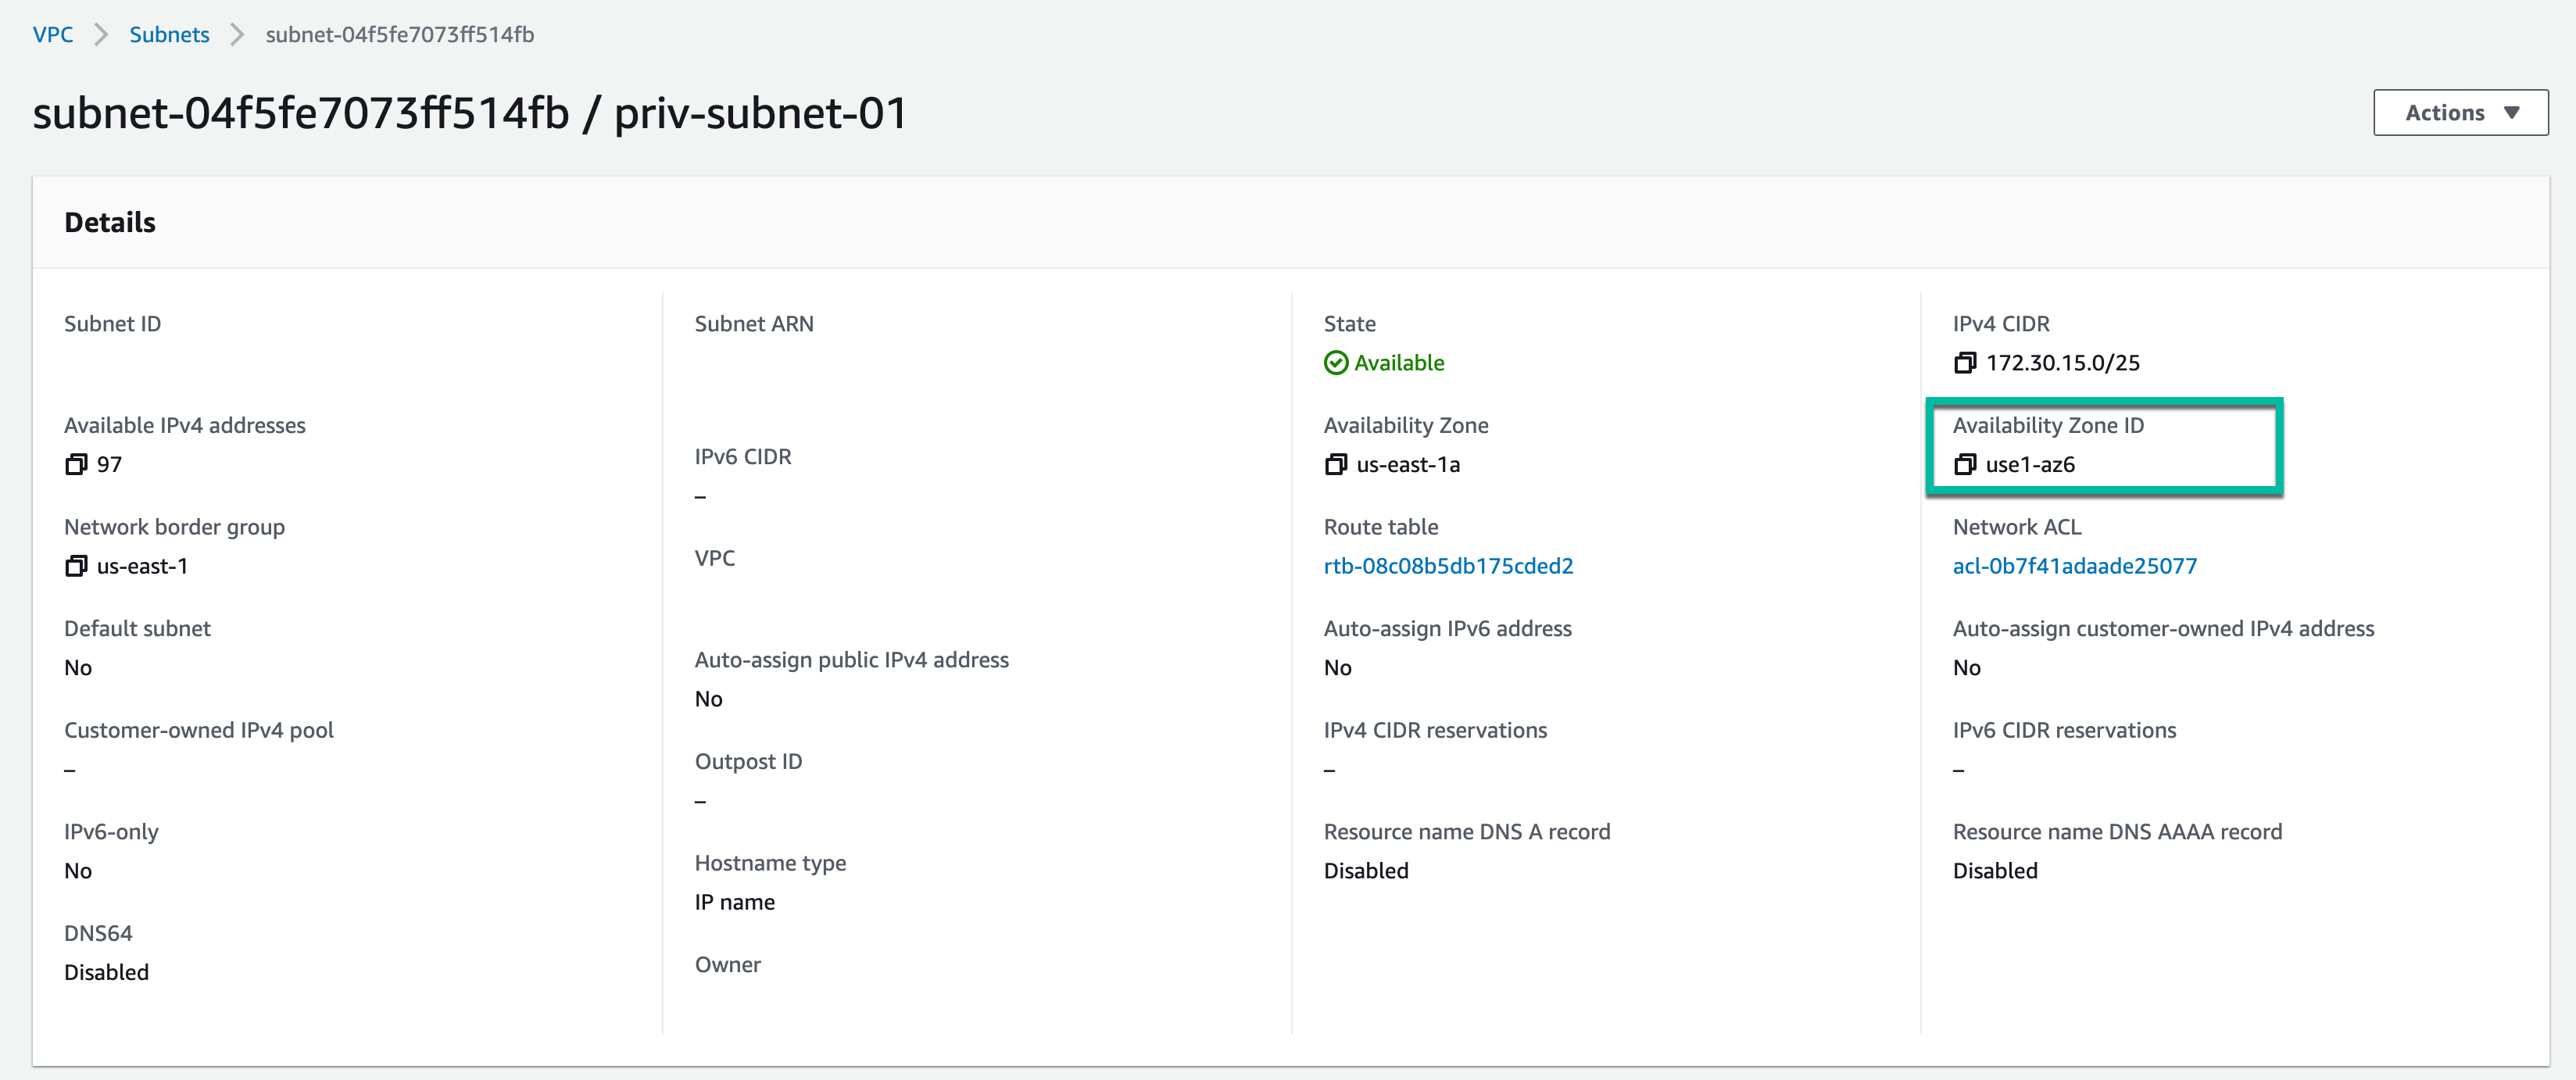 VPC > Subnets > subnet-04f5fe7073ff514fb
subnet-04f5fe7073ff514fb / priv-subnet-01
Actions
Details
Subnet ID
Available IPv4 addresses
97
Network border group
us-east-1
Default subnet
No
Customer-owned IPv4 pool
–
IPv6-only
No
DNS64
Disabled
Subnet ARN
IPv6 CIDR
–
VPC
Auto-assign public IPv4 address
No
Outpost ID
–
Hostname type
IP name
Owner
State
Available
Availability Zone
us-east-1a
Route table
rtb-08c08b5db175cded2
Auto-assign IPv6 address
No
IPv4 CIDR reservations
–
Resource name DNS A record
Disabled
IPv4 CIDR
172.30.15.0/25
Availability Zone ID
use1-az6
Network ACL
acl-0b7f41adaade25077
Auto-assign customer-owned IPv4 address
No
IPv6 CIDR reservations
–
Resource name DNS AAAA record
Disabled